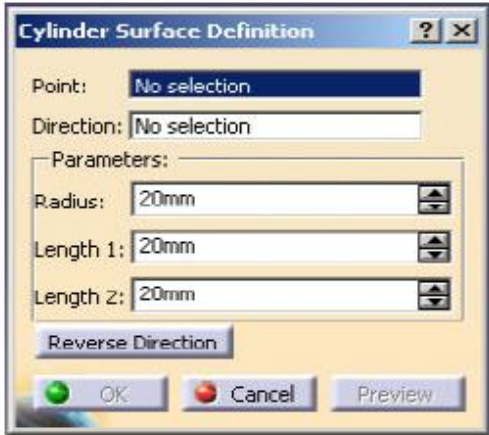 Cylinder Surface Definition ? ×
Point: No selection
Direction: No selection
Parameters:
Radius: 20mm
Length 1: 20mm
Length 2: 20mm
Reverse Direction
OK Cancel Preview